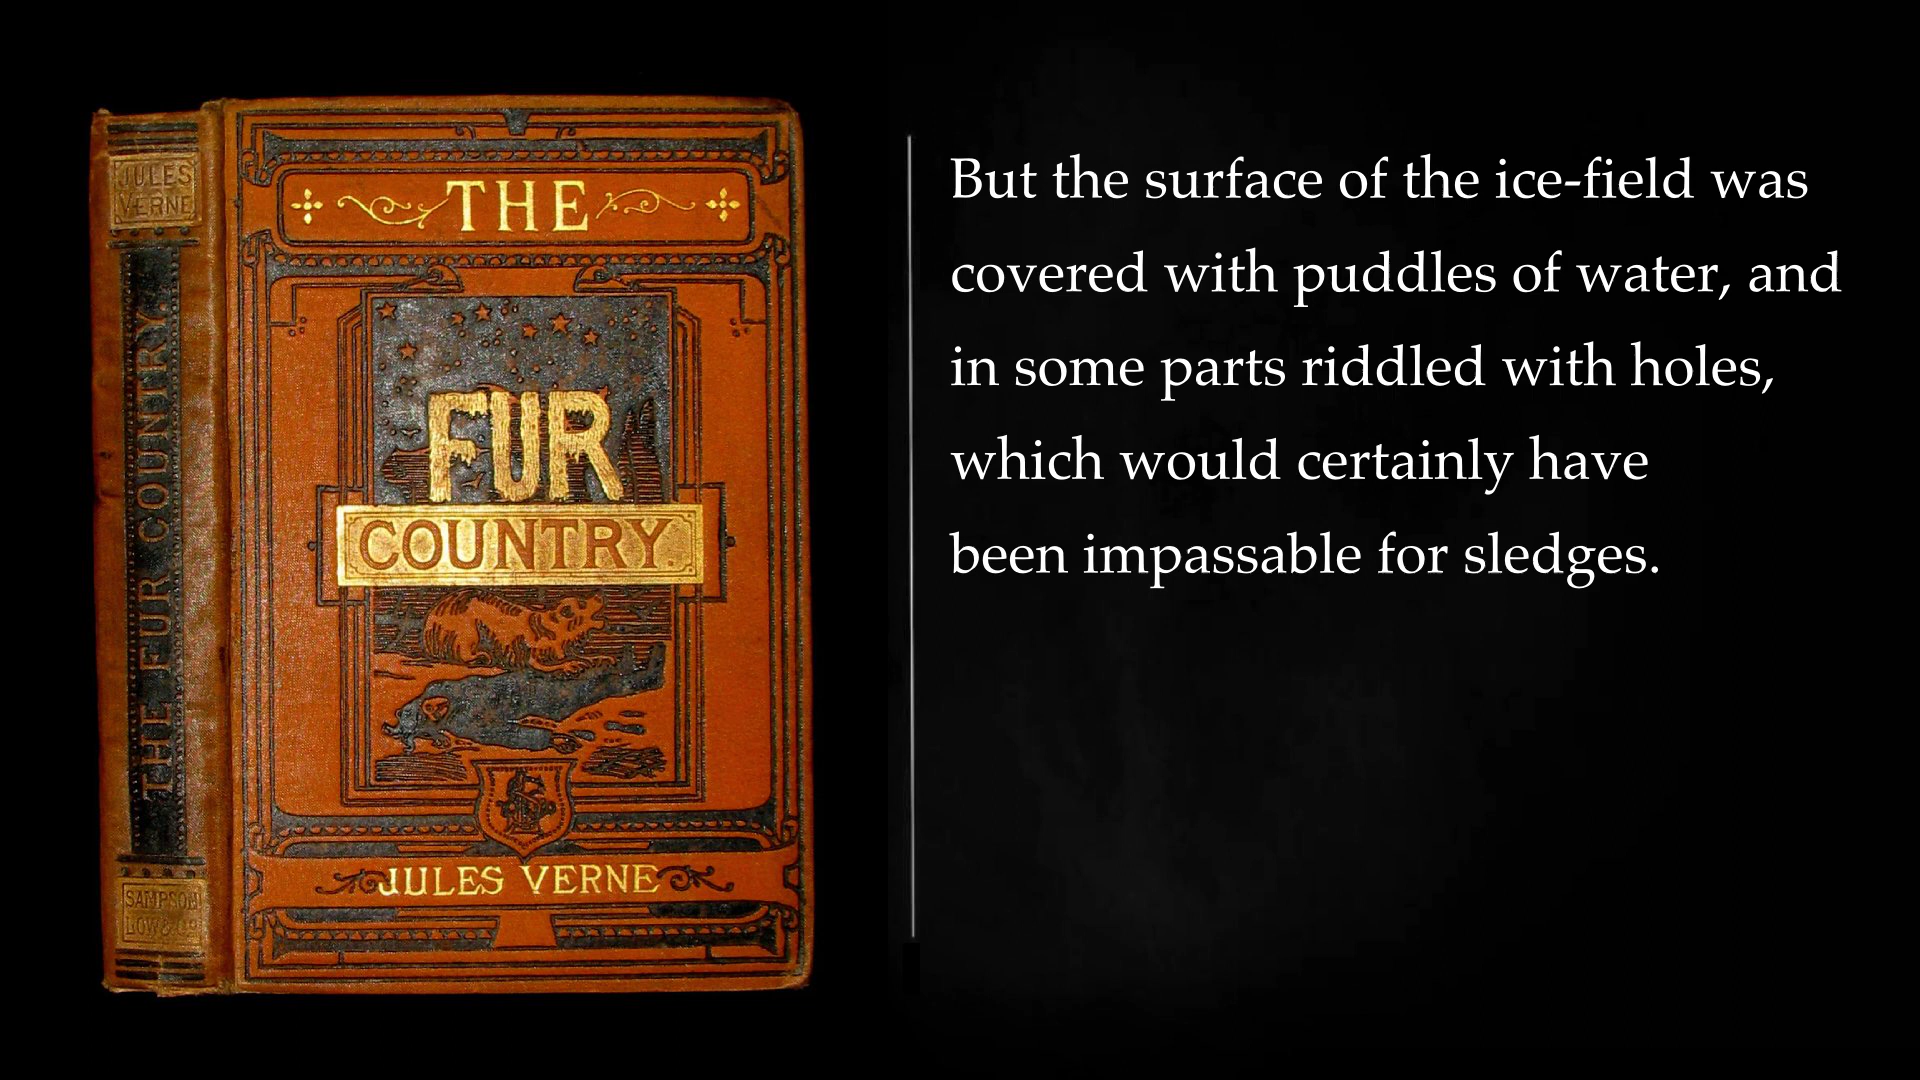 JULES
VERNE
THE FUR COUNTRY.
SAMPSON
LOW & Co
THE
FUR
COUNTRY.
JULES VERNE
But the surface of the ice-field was
covered with puddles of water, and
in some parts riddled with holes,
which would certainly have
been impassable for sledges.